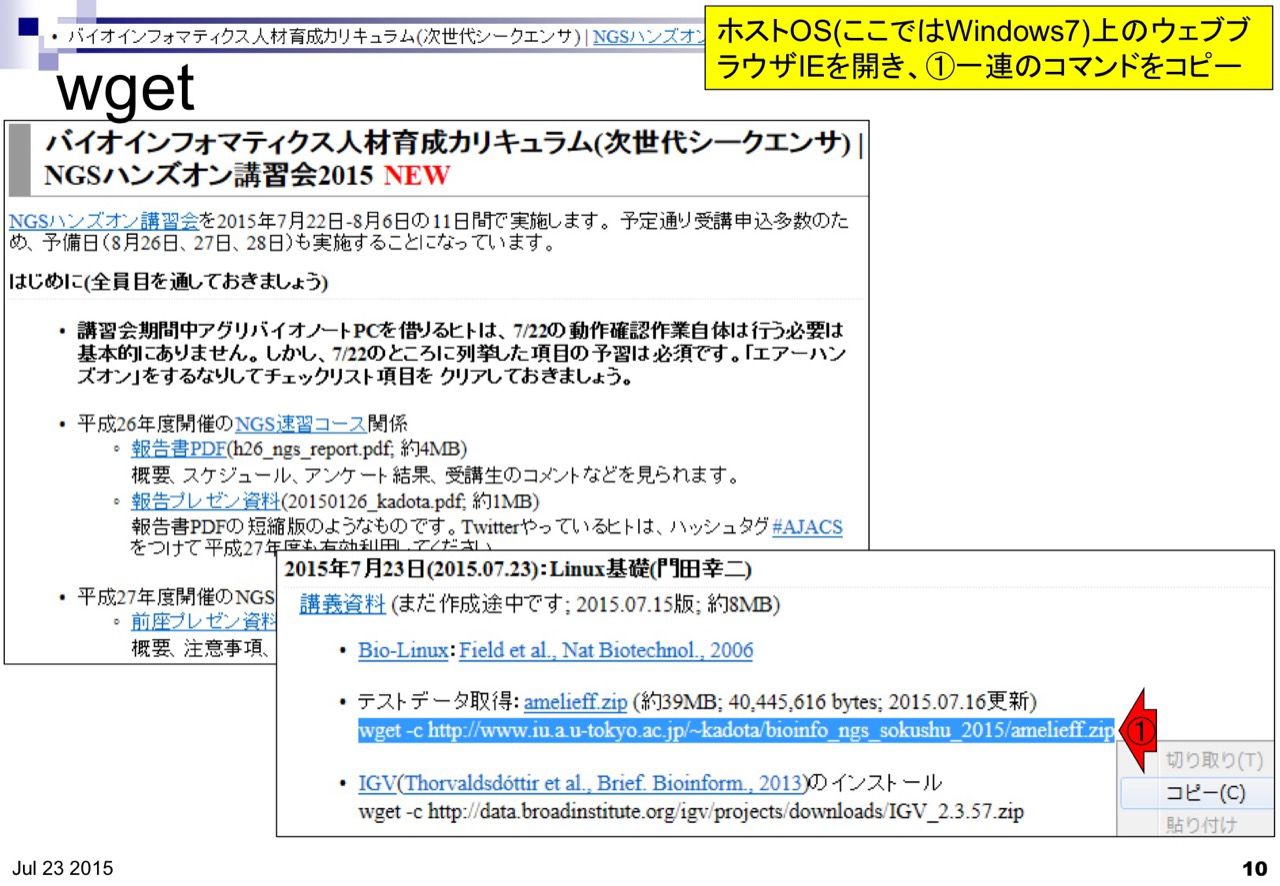 • バイオインフォマティクス人材育成カリキュラム(次世代シークエンサ) | NGSハンズオン
ホストOS(ここではWindows7)上のウェブブ
ラウザIEを開き、①一連のコマンドをコピー
wget
バイオインフォマティクス人材育成カリキュラム(次世代シークエンサ) |
NGSハンズオン講習会2015 NEW
NGSハンズオン講習会を2015年7月22日-8月6日の11日間で実施します。予定通り受講申込多数のた
め、予備日(8月26日、27日、28日)も実施することになっています。
はじめに(全員目を通しておきましょう)
• 講習会期間中アグリバイオノートPCを借りるヒトは、7/22の動作確認作業自体は行う必要は
基本的にありません。しかし、7/22のところに列挙した項目の予習は必須です。「エアーハン
ズオン」をするなりしてチェックリスト項目を クリアしておきましょう。
• 平成26年度開催のNGS速習コース関係
◦ 報告書PDF(h26_ngs_report.pdf; 約4MB)
概要、スケジュール、アンケート結果、受講生のコメントなどを見られます。
◦ 報告プレゼン資料(20150126_kadota.pdf; 約1MB)
報告書PDFの短縮版のようなものです。Twitterやっているヒトは、ハッシュタグ#AJACS
をつけて平成27年度も有効利用してください
• 平成27年度開催のNGS
◦ 前座プレゼン資料
概要、注意事項、
2015年7月23日(2015.07.23):Linux基礎(門田幸二)
講義資料 (まだ作成途中です; 2015.07.15版; 約8MB)
• Bio-Linux:Field et al., Nat Biotechnol., 2006
• テストデータ取得: amelieff.zip (約39MB; 40,445,616 bytes; 2015.07.16更新)
wget -c http://www.iu.a.u-tokyo.ac.jp/~kadota/bioinfo_ngs_sokushu_2015/amelieff.zip
①
切り取り(T)
コピー(C)
貼り付け
• IGV(Thorvaldsdóttir et al., Brief. Bioinform., 2013)のインストール
wget -c http://data.broadinstitute.org/igv/projects/downloads/IGV_2.3.57.zip
Jul 23 2015
10